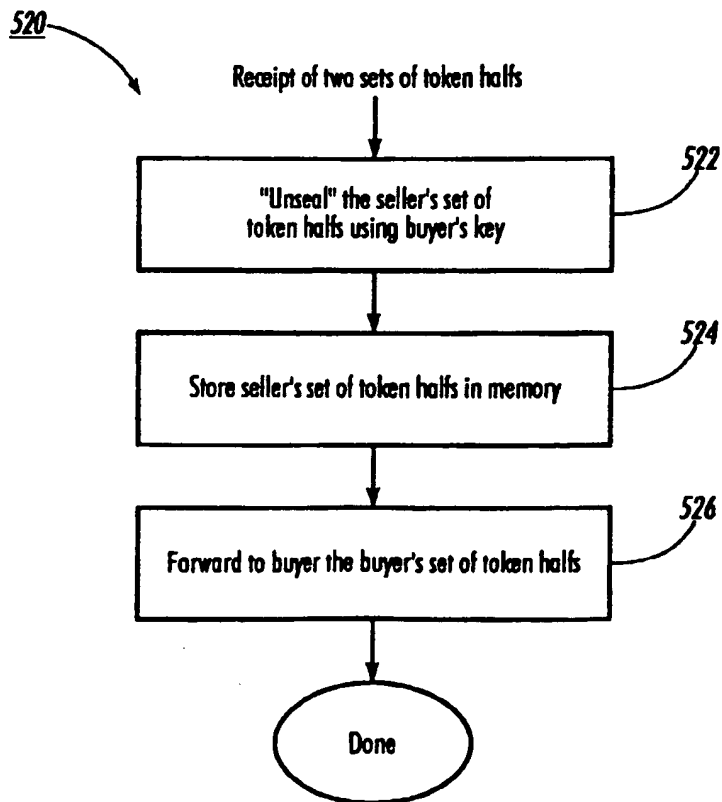 520
Receipt of two sets of token halfs
522
"Unseal" the seller's set of
token halfs using buyer's key
524
Store seller's set of token halfs in memory
526
Forward to buyer the buyer's set of token halfs
Done